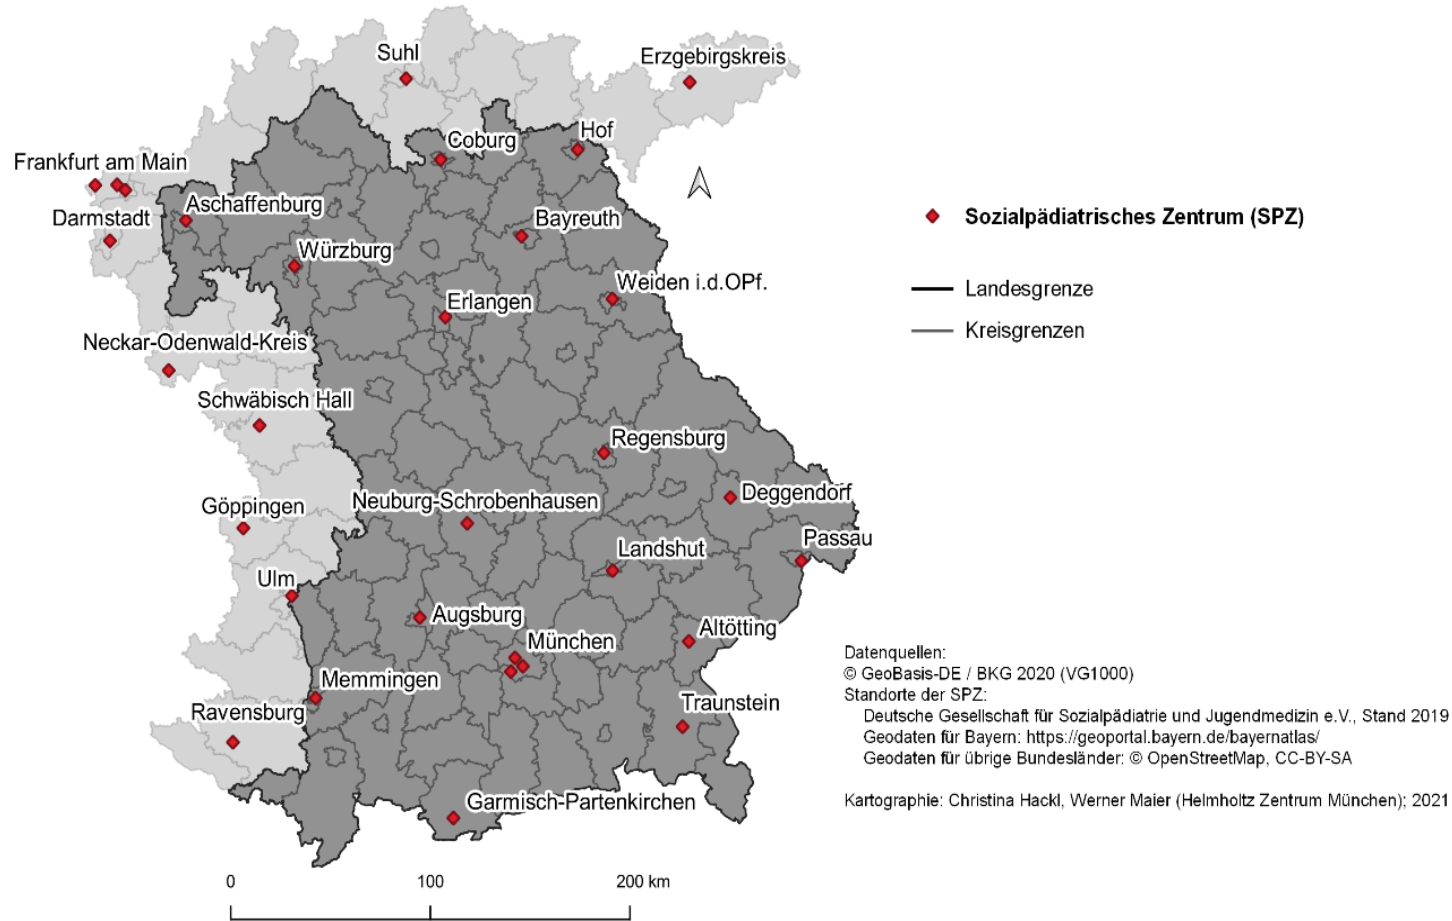 Suhl
Erzgebirgskreis
Hof
Coburg
Frankfurt am Main
Aschaffenburg
Darmstadt
Bayreuth
Würzburg
Weiden i.d.OPf.
Erlangen
Neckar-Odenwald-Kreis
Schwäbisch Hall
Regensburg
Deggendorf
Neuburg-Schrobenhausen
Göppingen
Passau
Landshut
Ulm
Augsburg
Altötting
München
Memmingen
Traunstein
Ravensburg
Garmisch-Partenkirchen
0 100 200 km
Sozialpädiatrisches Zentrum (SPZ)
Landesgrenze
Kreisgrenzen
Datenquellen:
© GeoBasis-DE / BKG 2020 (VG1000)
Standorte der SPZ:
Deutsche Gesellschaft für Sozialpädiatrie und Jugendmedizin e.V., Stand 2019
Geodaten für Bayern: https://geoportal.bayern.de/bayernatlas/
Geodaten für übrige Bundesländer: © OpenStreetMap, CC-BY-SA
Kartographie: Christina Hackl, Werner Maier (Helmholtz Zentrum München); 2021